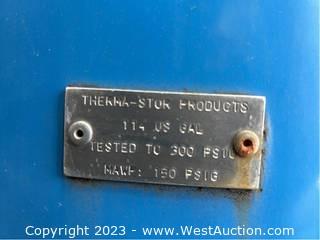 THERMA-STOR PRODUCTS
114 US GAL
TESTED TO 300 PSIG
MAWP: 150 PSIG
Copyright 2023 - www.WestAuction.com